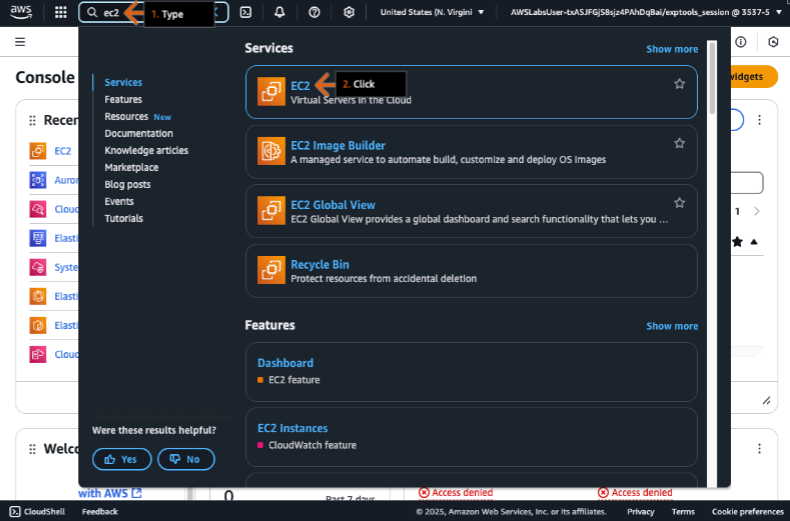 aws
ec2
1. Type
United States (N. Virgini
AWSLabsUser-txASJFGjS8sjz4PAhDqBai/exptools_session @ 3537-5
Console
widgets
Services
Show more
Services
Features
Resources New
Documentation
Knowledge articles
Marketplace
Blog posts
Events
Tutorials
EC2
2. Click
Virtual Servers in the Cloud
EC2 Image Builder
A managed service to automate build, customize and deploy OS images
EC2 Global View
EC2 Global View provides a global dashboard and search functionality that lets you ...
Recycle Bin
Protect resources from accidental deletion
Features
Show more
Dashboard
EC2 feature
EC2 Instances
CloudWatch feature
Were these results helpful?
Yes
No
Recen
EC2
Auror
Cloud
Elasti
Syste
Elasti
Elasti
Cloud
1
Welco
with AWS
0
Past 7 days
Access denied
Access denied
CloudShell
Feedback
© 2025, Amazon Web Services, Inc. or its affiliates.
Privacy
Terms
Cookie preferences